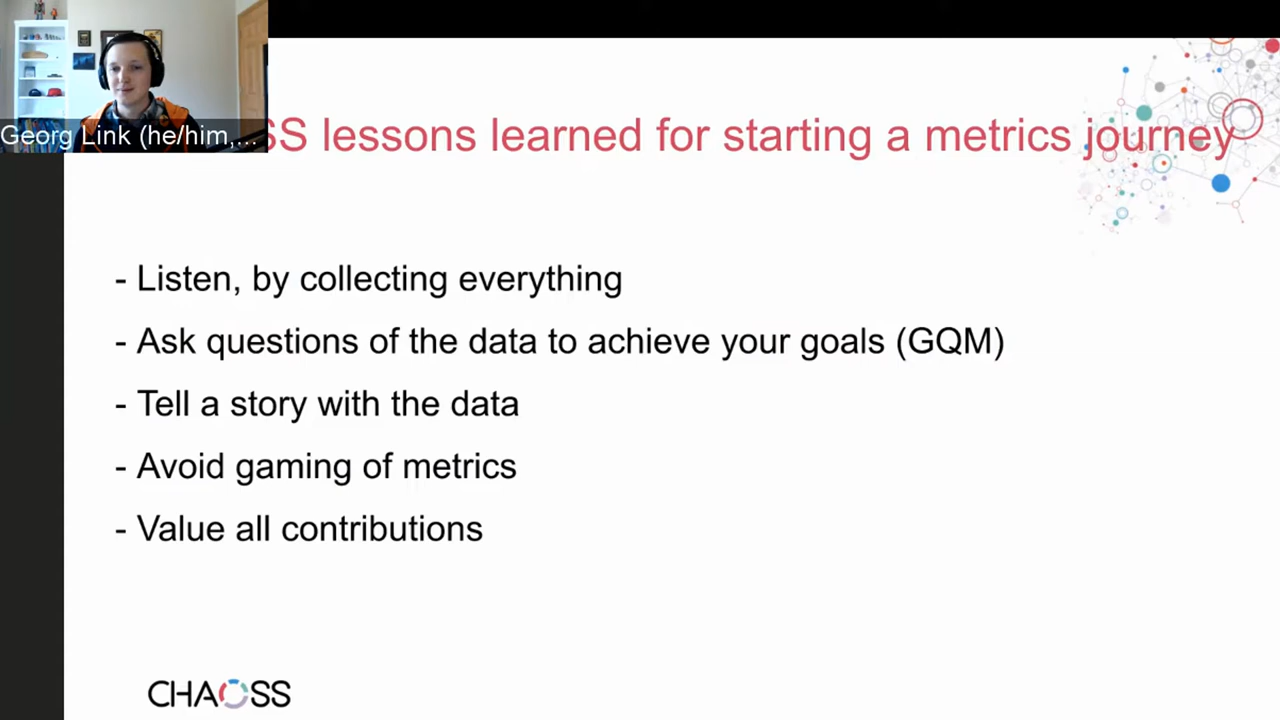 Georg Link (he/him,...
SS lessons learned for starting a metrics journey
- Listen, by collecting everything
- Ask questions of the data to achieve your goals (GQM)
- Tell a story with the data
- Avoid gaming of metrics
- Value all contributions
CHAOSS